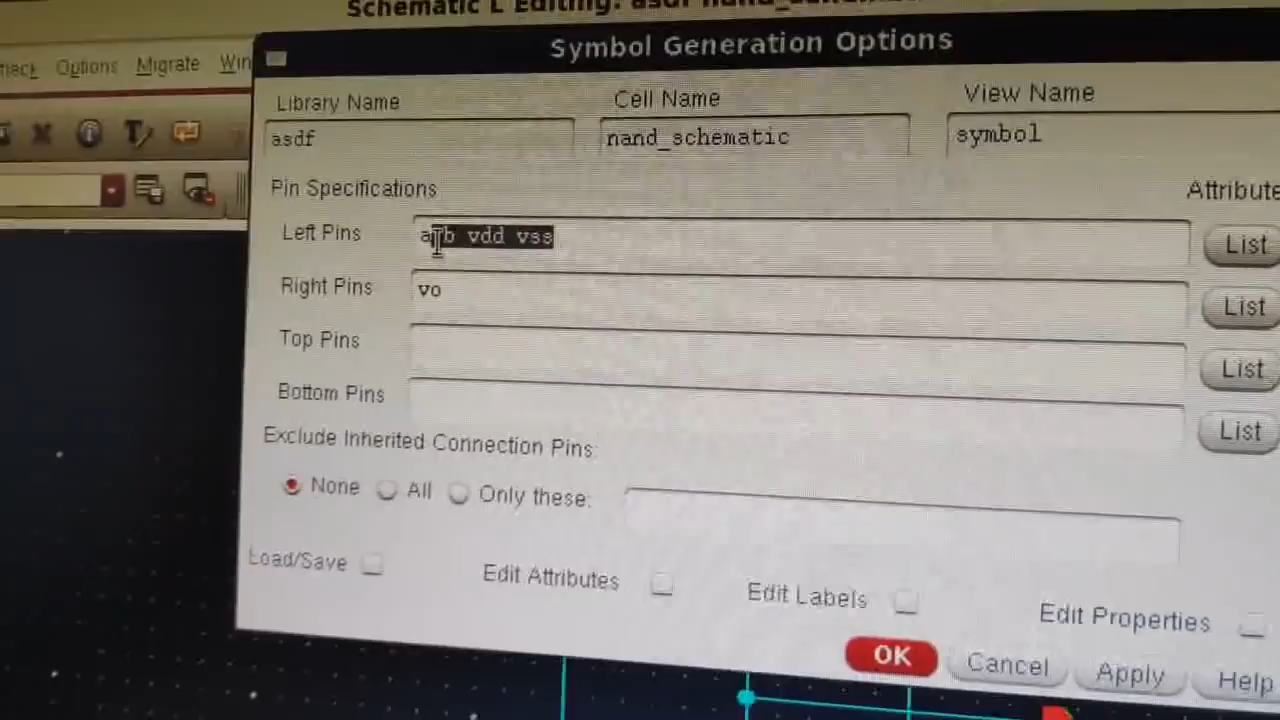 Schematic L Editing: asdf
Symbol Generation Options
Options Migrate
Library Name Cell Name View Name
asdf nand_schematic symbol
Pin Specifications Attribute
Left Pins a b vdd vss List
Right Pins vo List
Top Pins List
Bottom Pins List
Exclude Inherited Connection Pins:
None All Only these:
Load/Save Edit Attributes Edit Labels Edit Properties
OK Cancel Apply Help